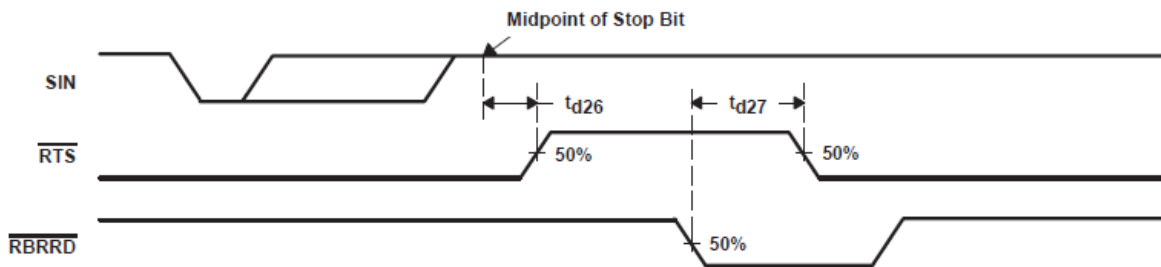 Midpoint of Stop Bit
SIN
td26
td27
RTS
50%
50%
RBRRD
50%